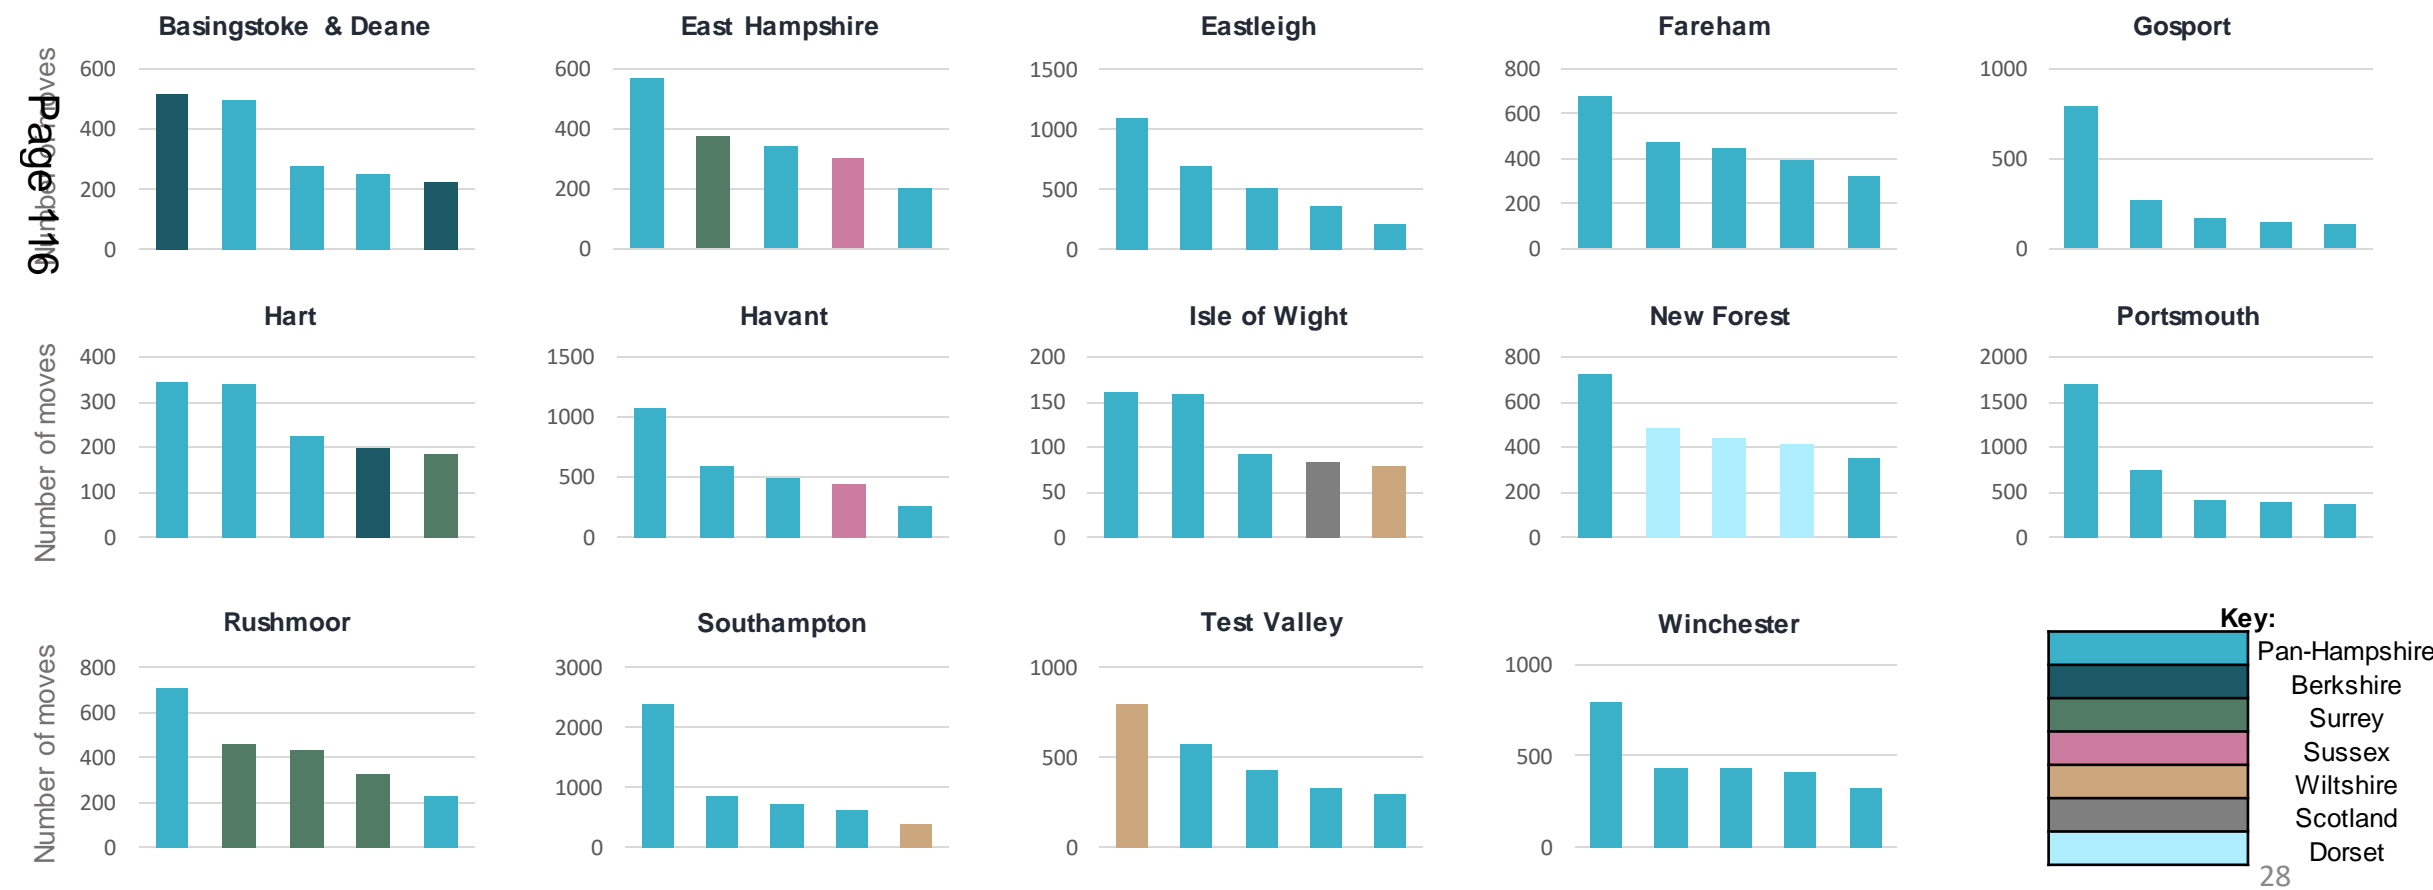 Basingstoke & Deane
Number of moves
600
400
200
0
East Hampshire
600
400
200
0
Eastleigh
1500
1000
500
0
Fareham
800
600
400
200
0
Gosport
1000
500
0
Page 116
Hart
Number of moves
400
300
200
100
0
Havant
1500
1000
500
0
Isle of Wight
200
150
100
50
0
New Forest
800
600
400
200
0
Portsmouth
2000
1500
1000
500
0
Rushmoor
Number of moves
800
600
400
200
0
Southampton
3000
2000
1000
0
Test Valley
1000
500
0
Winchester
1000
500
0
Key:
Pan-Hampshire
Berkshire
Surrey
Sussex
Wiltshire
Scotland
Dorset
28